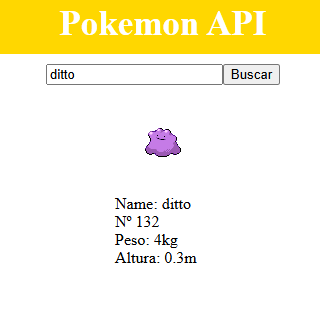 Pokemon API
ditto Buscar
Name: ditto
Nº 132
Peso: 4kg
Altura: 0.3m